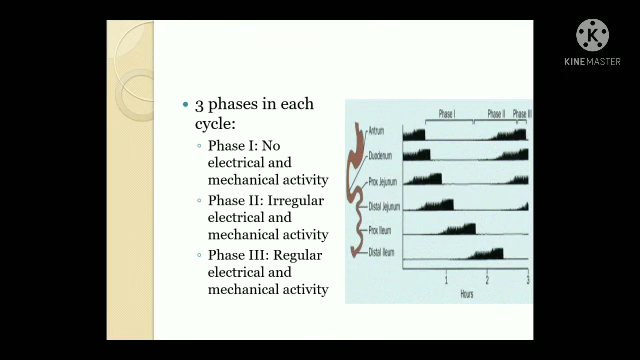 K
KINEMASTER
• 3 phases in each
cycle:
◦ Phase I: No
electrical and
mechanical activity
◦ Phase II: Irregular
electrical and
mechanical activity
◦ Phase III: Regular
electrical and
mechanical activity
Phase I Phase II Phase III
Antrum
Duodenum
Prox Jejunum
Distal Jejunum
Prox Ileum
Distal Ileum
1 2 3
Hours